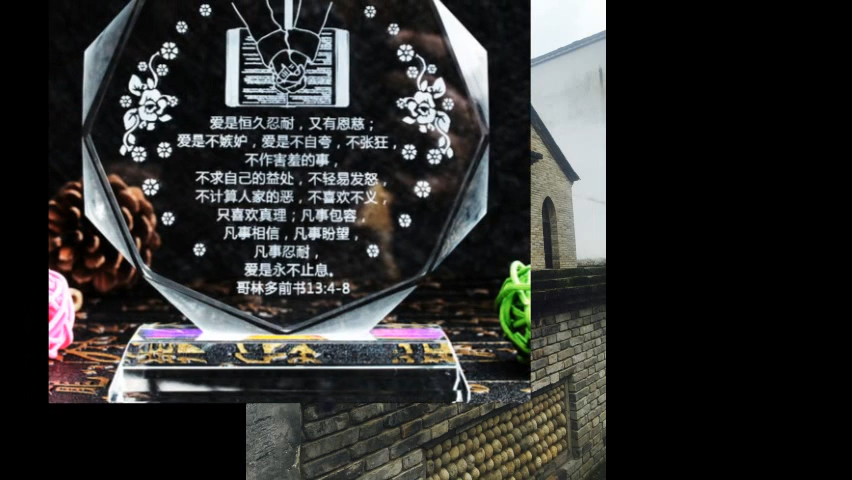 爱是恒久忍耐，又有恩慈；
爱是不嫉妒，爱是不自夸，不张狂，
不作害羞的事，
不求自己的益处，不轻易发怒，
不计算人家的恶，不喜欢不义，
只喜欢真理；凡事包容，
凡事相信，凡事盼望，
凡事忍耐，
爱是永不止息。
哥林多前书13:4-8